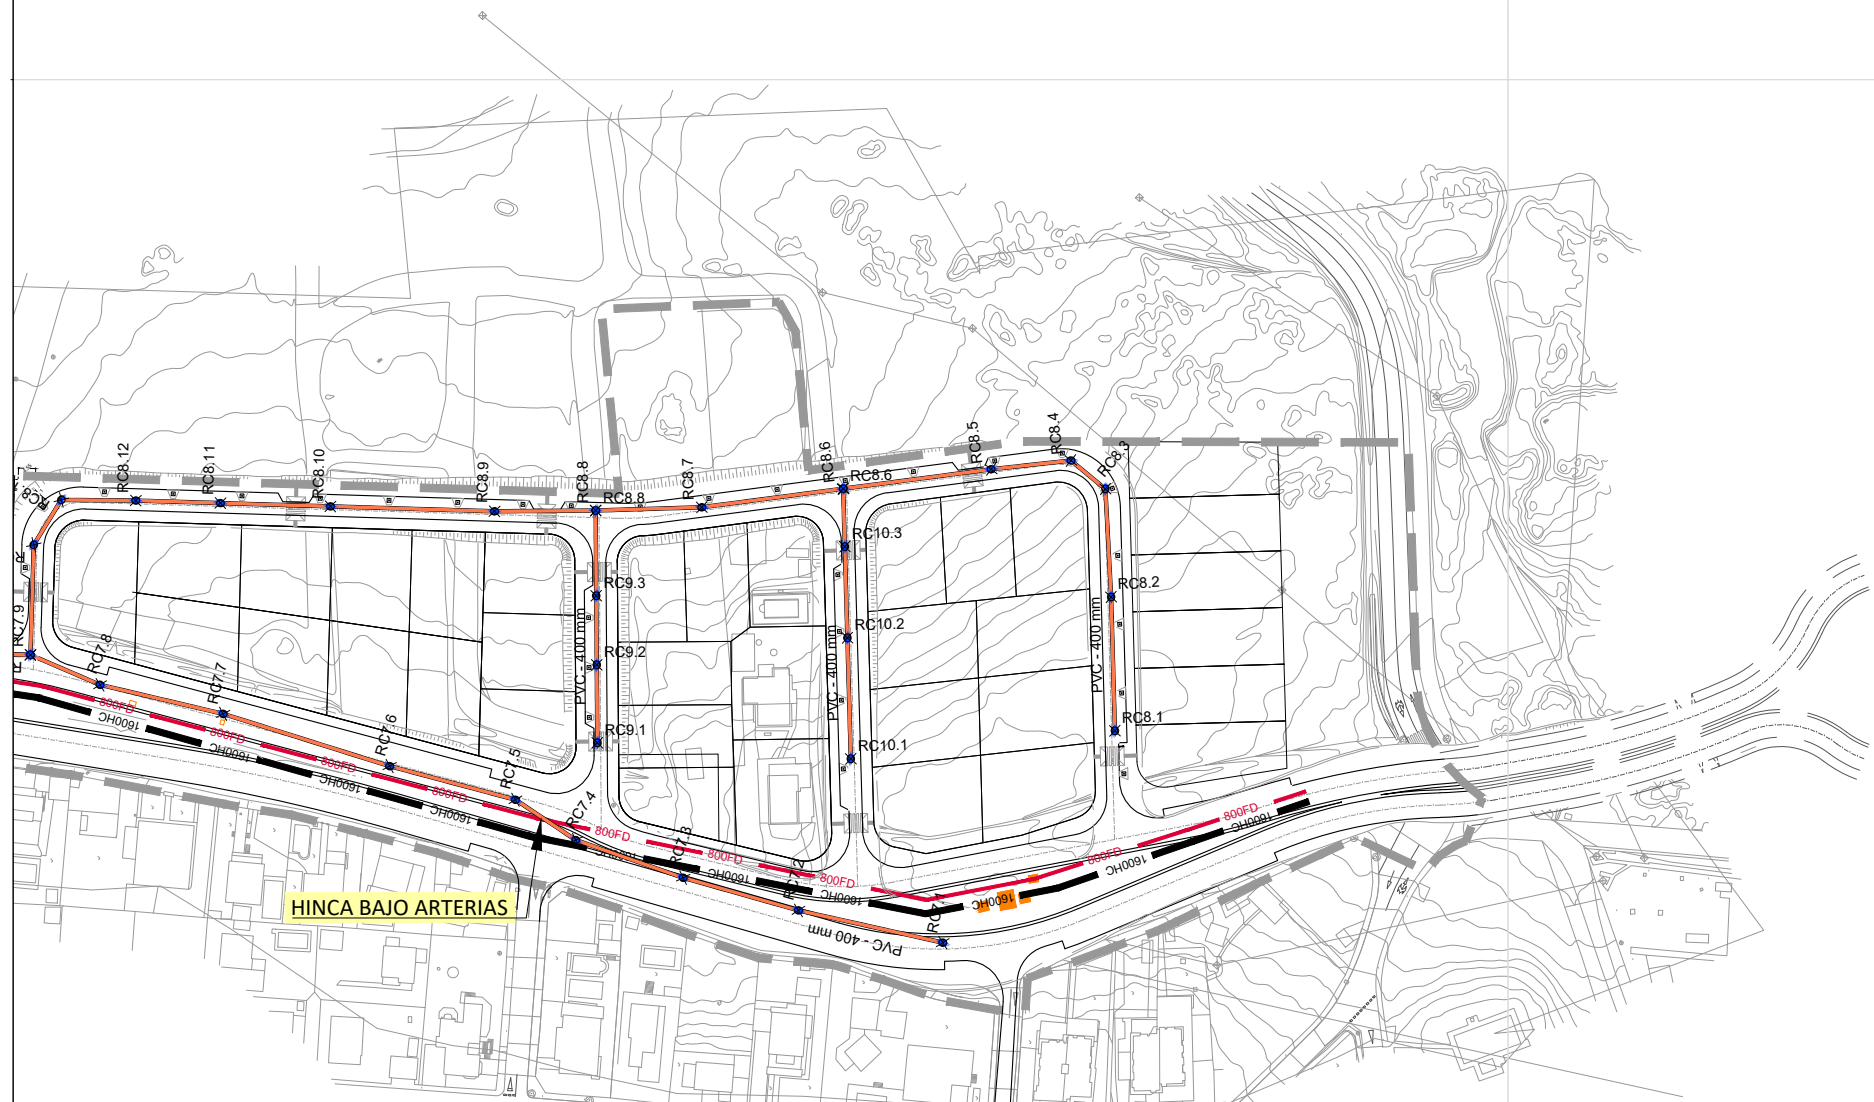 RC8.4
RC8.5
RC8.3
RC8.6
RC8.6
RC8.12
RC8.11
RC8.10
RC8.9
RC8.8
RC8.8
RC8.7
RC10.3
RC9.3
RC8.2
RC7.9
RC10.2
RC9.2
PVC - 400 mm
PVC - 400 mm
PVC - 400 mm
RC7.8
RC7.7
RC7.6
RC9.1
RC8.1
RC10.1
RC7.5
RC7.4
RC7.3
RC7.2
RC7.1
800FD
800FD
800FD
800FD
800FD
800FD
800FD
800FD
800FD
1600HC
1600HC
1600HC
1600HC
1600HC
1600HC
1600HC
1600HC
1600HC
1600HC
HINCA BAJO ARTERIAS
PVC - 400 mm